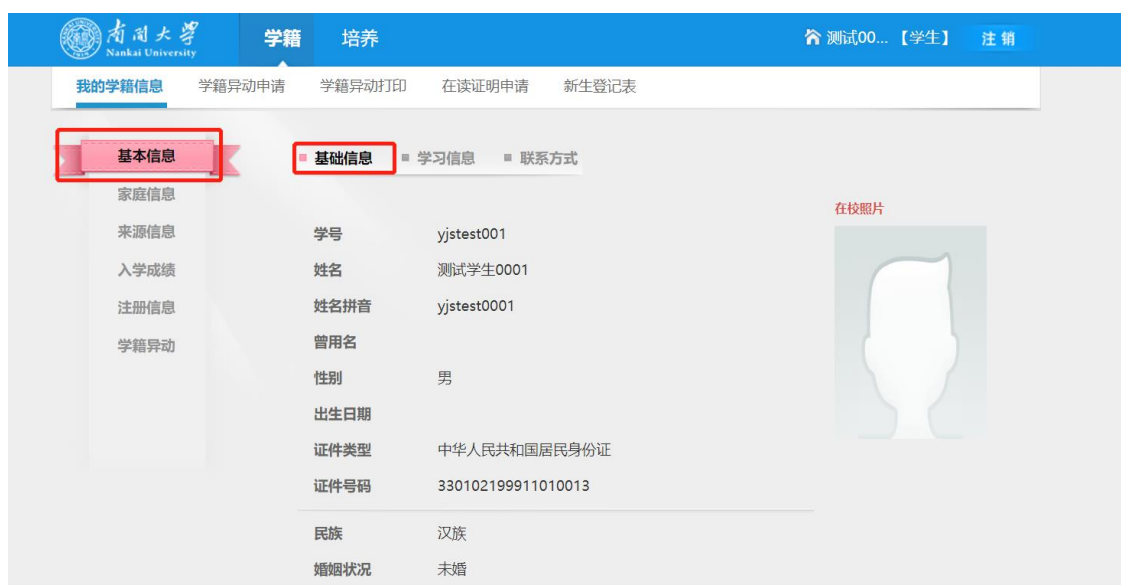 南开大学
Nankai University
学籍 培养 测试00... 【学生】 注 销
我的学籍信息 学籍异动申请 学籍异动打印 在读证明申请 新生登记表
基本信息
家庭信息
来源信息
入学成绩
注册信息
学籍异动
基础信息 学习信息 联系方式
在校照片
学号 yjstest001
姓名 测试学生0001
姓名拼音 yjstest0001
曾用名
性别 男
出生日期
证件类型 中华人民共和国居民身份证
证件号码 330102199911010013
民族 汉族
婚姻状况 未婚